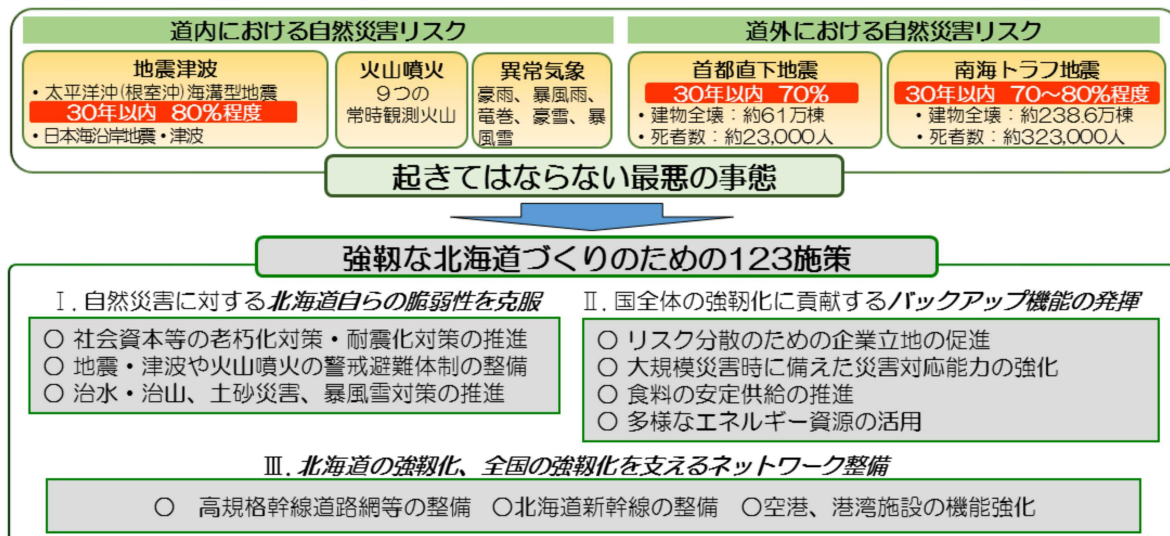 道内における自然災害リスク
地震津波
・太平洋沖(根室沖)海溝型地震
30年以内 80%程度
・日本海沿岸地震・津波
火山噴火
9つの
常時観測火山
異常気象
豪雨、暴風雨、
竜巻、豪雪、暴
風雪
道外における自然災害リスク
首都直下地震
30年以内 70%
・建物全壊：約61万棟
・死者数：約23,000人
南海トラフ地震
30年以内 70～80%程度
・建物全壊：約238.6万棟
・死者数：約323,000人
起きてはならない最悪の事態
強靱な北海道づくりのための123施策
Ⅰ.自然災害に対する北海道自らの脆弱性を克服
○ 社会資本等の老朽化対策・耐震化対策の推進
○ 地震・津波や火山噴火の警戒避難体制の整備
○ 治水・治山、土砂災害、暴風雪対策の推進
Ⅱ.国全体の強靱化に貢献するバックアップ機能の発揮
○ リスク分散のための企業立地の促進
○ 大規模災害時に備えた災害対応能力の強化
○ 食料の安定供給の推進
○ 多様なエネルギー資源の活用
Ⅲ.北海道の強靱化、全国の強靱化を支えるネットワーク整備
○ 高規格幹線道路網等の整備 ○北海道新幹線の整備 ○空港、港湾施設の機能強化